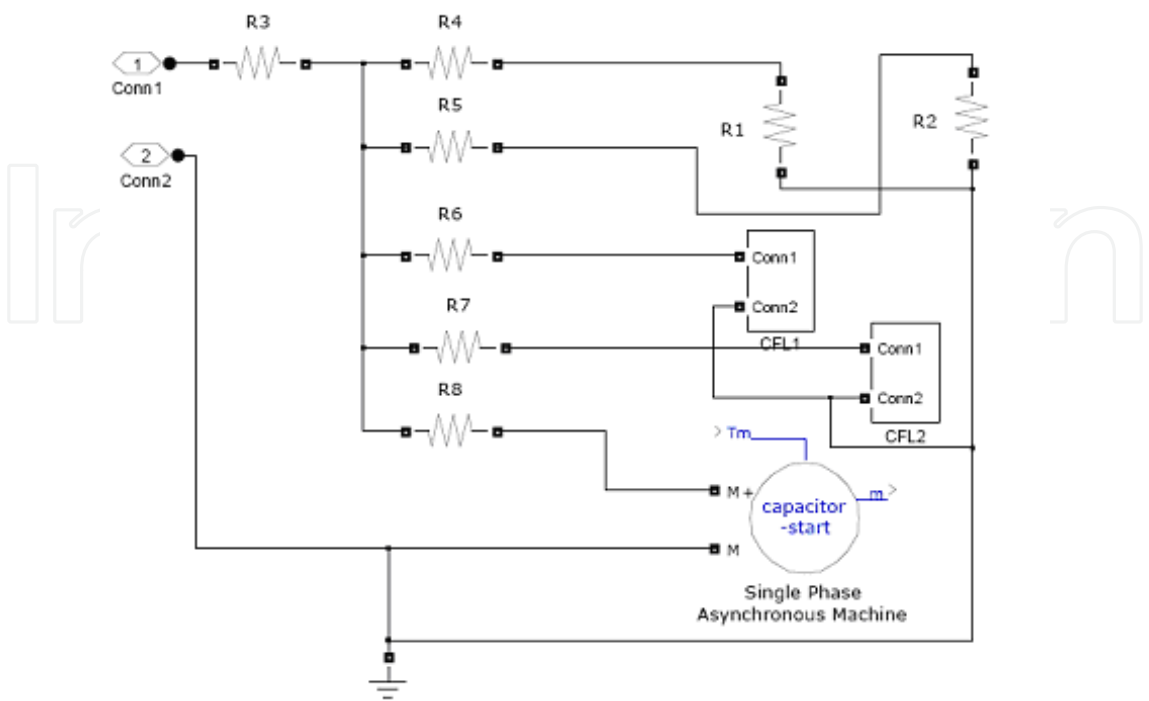 R3
R4
1
Conn1
R5
R1
R2
2
Conn2
R6
Conn1
Conn2
CFL1
R7
Conn1
Conn2
CFL2
R8
Tm
M +
m
capacitor
-start
M
Single Phase
Asynchronous Machine